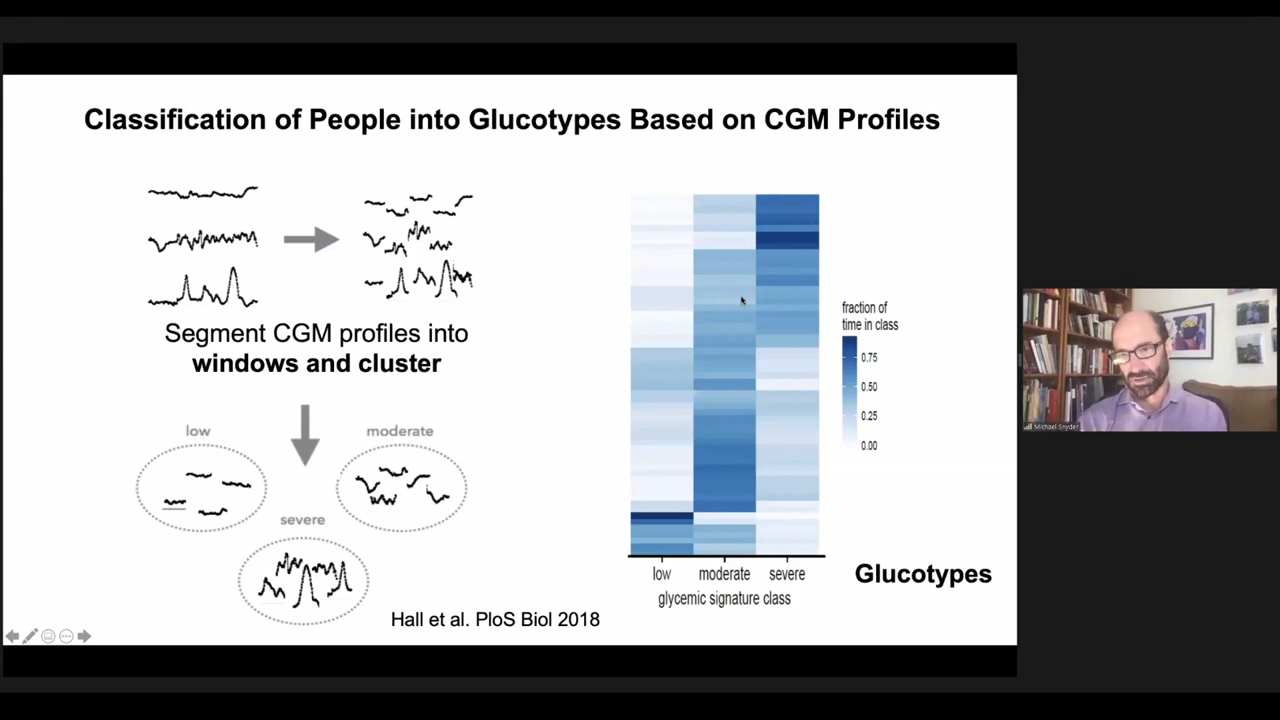 Classification of People into Glucotypes Based on CGM Profiles
Segment CGM profiles into
windows and cluster
low
moderate
severe
Hall et al. PloS Biol 2018
fraction of
time in class
0.75
0.50
0.25
0.00
low moderate severe
glycemic signature class
Glucotypes
Michael Snyder